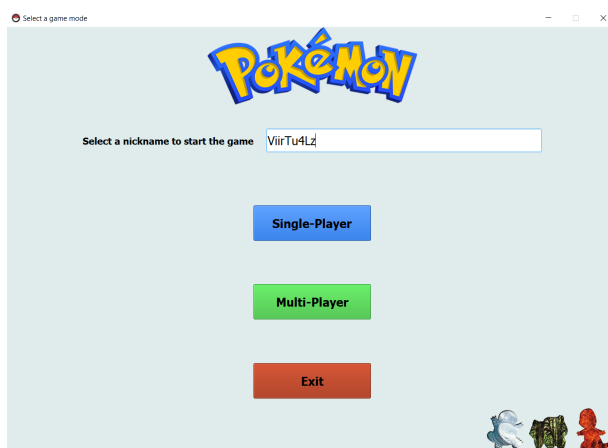 Select a game mode
Pokémon
Select a nickname to start the game ViirTu4Lz
Single-Player
Multi-Player
Exit